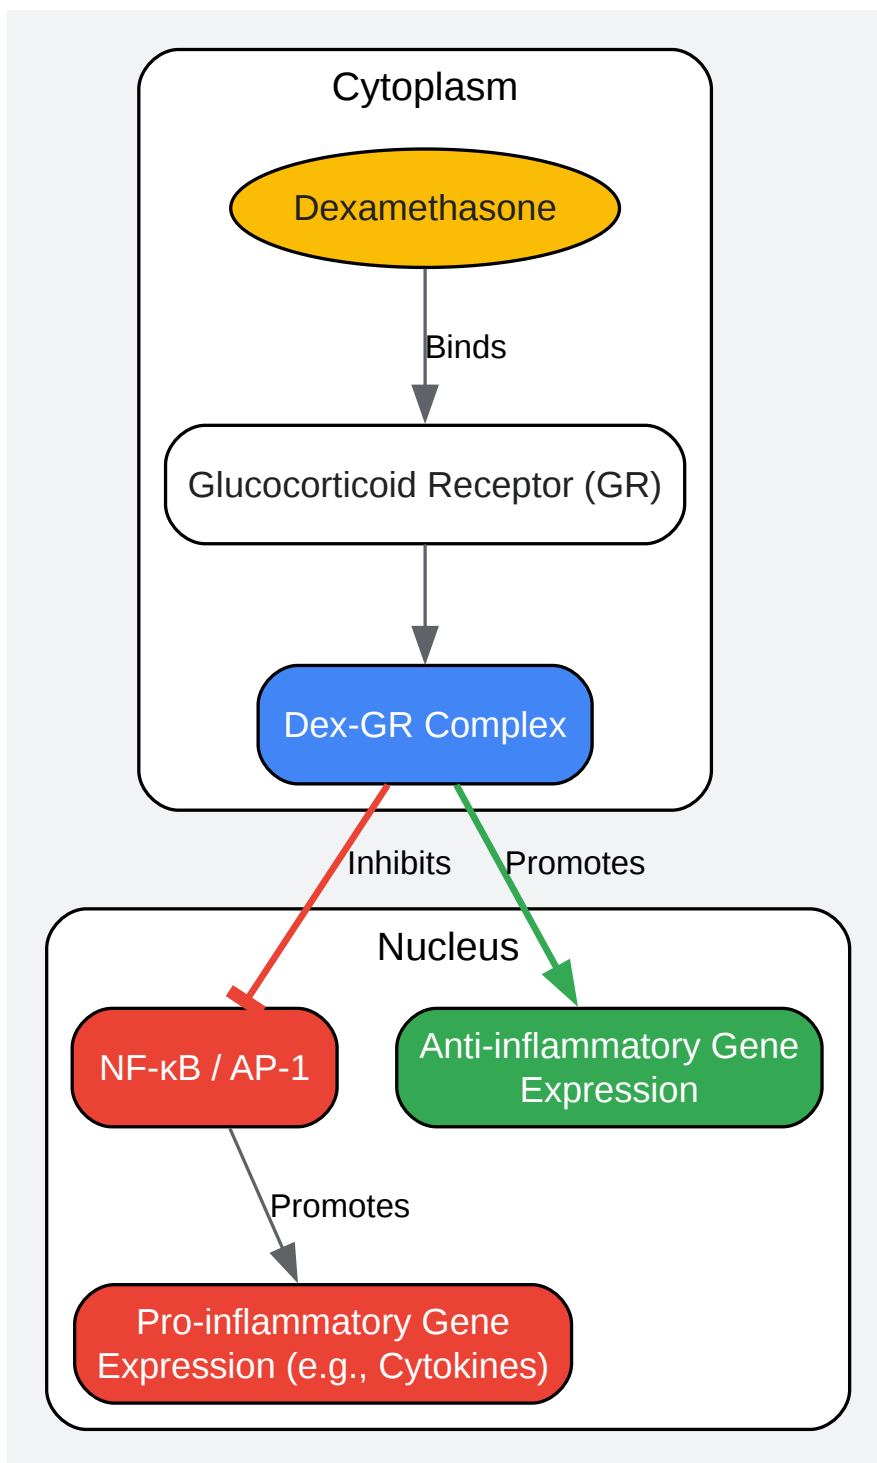 Cytoplasm
Dexamethasone
Binds
Glucocorticoid Receptor (GR)
Dex-GR Complex
Inhibits
Promotes
Nucleus
NF-κB / AP-1
Anti-inflammatory Gene
Expression
Promotes
Pro-inflammatory Gene
Expression (e.g., Cytokines)